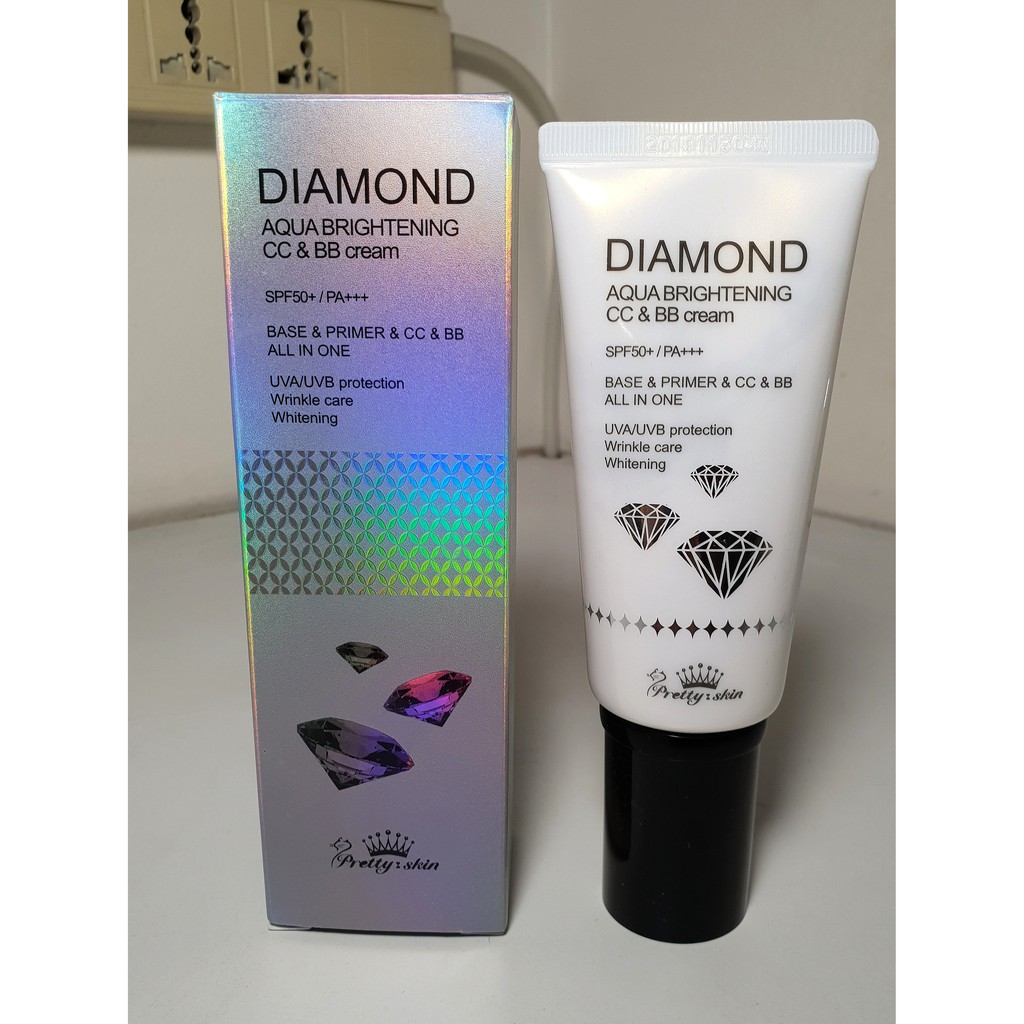 DIAMOND
AQUA BRIGHTENING
CC & BB cream
SPF50+ / PA+++
BASE & PRIMER & CC & BB
ALL IN ONE
UVA/UVB protection
Wrinkle care
Whitening
Pretty skin
DIAMOND
AQUA BRIGHTENING
CC & BB cream
SPF50+ / PA+++
BASE & PRIMER & CC & BB
ALL IN ONE
UVA/UVB protection
Wrinkle care
Whitening
Pretty skin